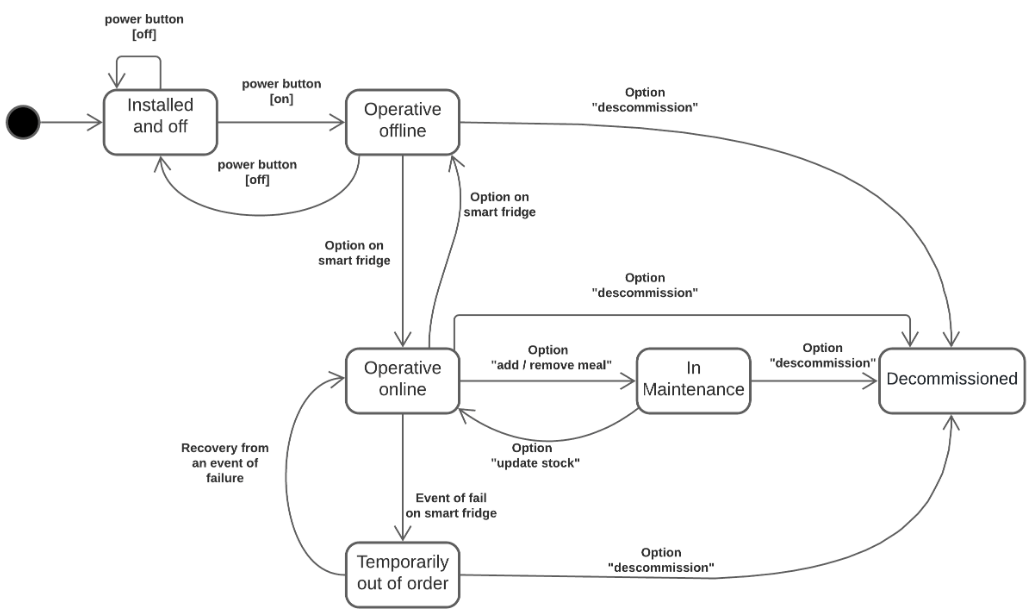 power button
[off]
Installed
and off
power button
[on]
Operative
offline
Option
"descommission"
power button
[off]
Option on
smart fridge
Option on
smart fridge
Option
"descommission"
Operative
online
Option
"add / remove meal"
In
Maintenance
Option
"descommission"
Decommissioned
Recovery from
an event of
failure
Option
"update stock"
Event of fail
on smart fridge
Temporarily
out of order
Option
"descommission"